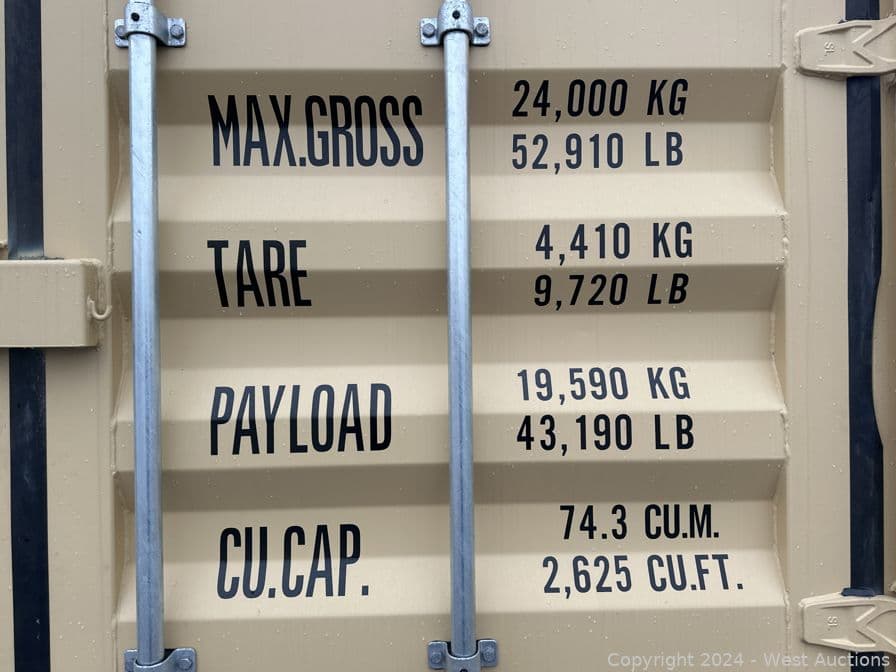 MAX.GROSS 24,000 KG
52,910 LB
TARE 4,410 KG
9,720 LB
PAYLOAD 19,590 KG
43,190 LB
CU.CAP. 74.3 CU.M.
2,625 CU.FT.
Copyright 2024 - West Auctions